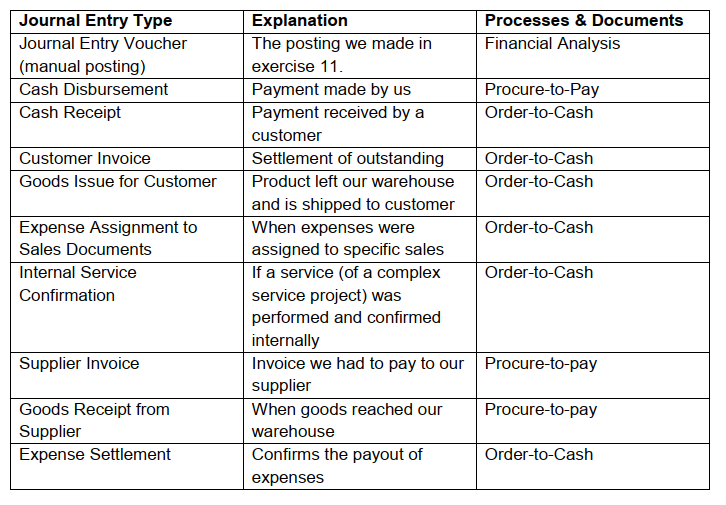 Journal Entry Type Explanation Processes & Documents
Journal Entry Voucher The posting we made in Financial Analysis
(manual posting) exercise 11.
Cash Disbursement Payment made by us Procure-to-Pay
Cash Receipt Payment received by a Order-to-Cash
customer
Customer Invoice Settlement of outstanding Order-to-Cash
Goods Issue for Customer Product left our warehouse Order-to-Cash
and is shipped to customer
Expense Assignment to When expenses were Order-to-Cash
Sales Documents assigned to specific sales
Internal Service If a service (of a complex Order-to-Cash
Confirmation service project) was
performed and confirmed
internally
Supplier Invoice Invoice we had to pay to our Procure-to-pay
supplier
Goods Receipt from When goods reached our Procure-to-pay
Supplier warehouse
Expense Settlement Confirms the payout of Order-to-Cash
expenses